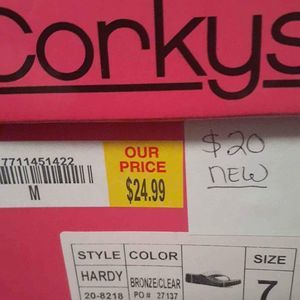 Corkys
7711451422
M
OUR
PRICE
$24.99
$20
new
STYLE
COLOR
SIZE
HARDY
BRONZE/CLEAR
7
20-8218
PO# 27137